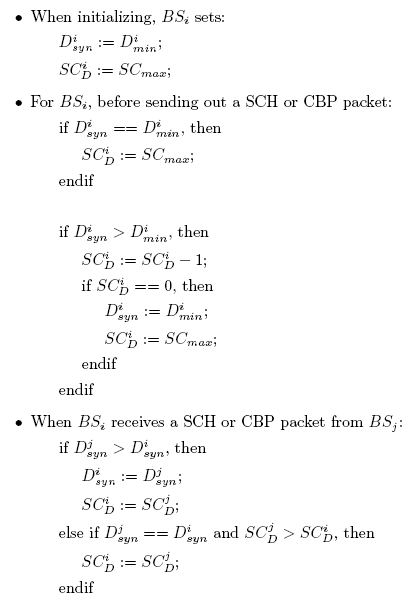 • When initializing, $BS_i$ sets:
$D^i_{syn} := D^i_{min}$;
$SC^i_D := SC_{max}$;
• For $BS_i$, before sending out a SCH or CBP packet:
if $D^i_{syn} == D^i_{min}$, then
$SC^i_D := SC_{max}$;
endif
if $D^i_{syn} > D^i_{min}$, then
$SC^i_D := SC^i_D - 1$;
if $SC^i_D == 0$, then
$D^i_{syn} := D^i_{min}$;
$SC^i_D := SC_{max}$;
endif
endif
• When $BS_i$ receives a SCH or CBP packet from $BS_j$:
if $D^j_{syn} > D^i_{syn}$, then
$D^i_{syn} := D^j_{syn}$;
$SC^i_D := SC^j_D$;
else if $D^j_{syn} == D^i_{syn}$ and $SC^j_D > SC^i_D$, then
$SC^i_D := SC^j_D$;
endif